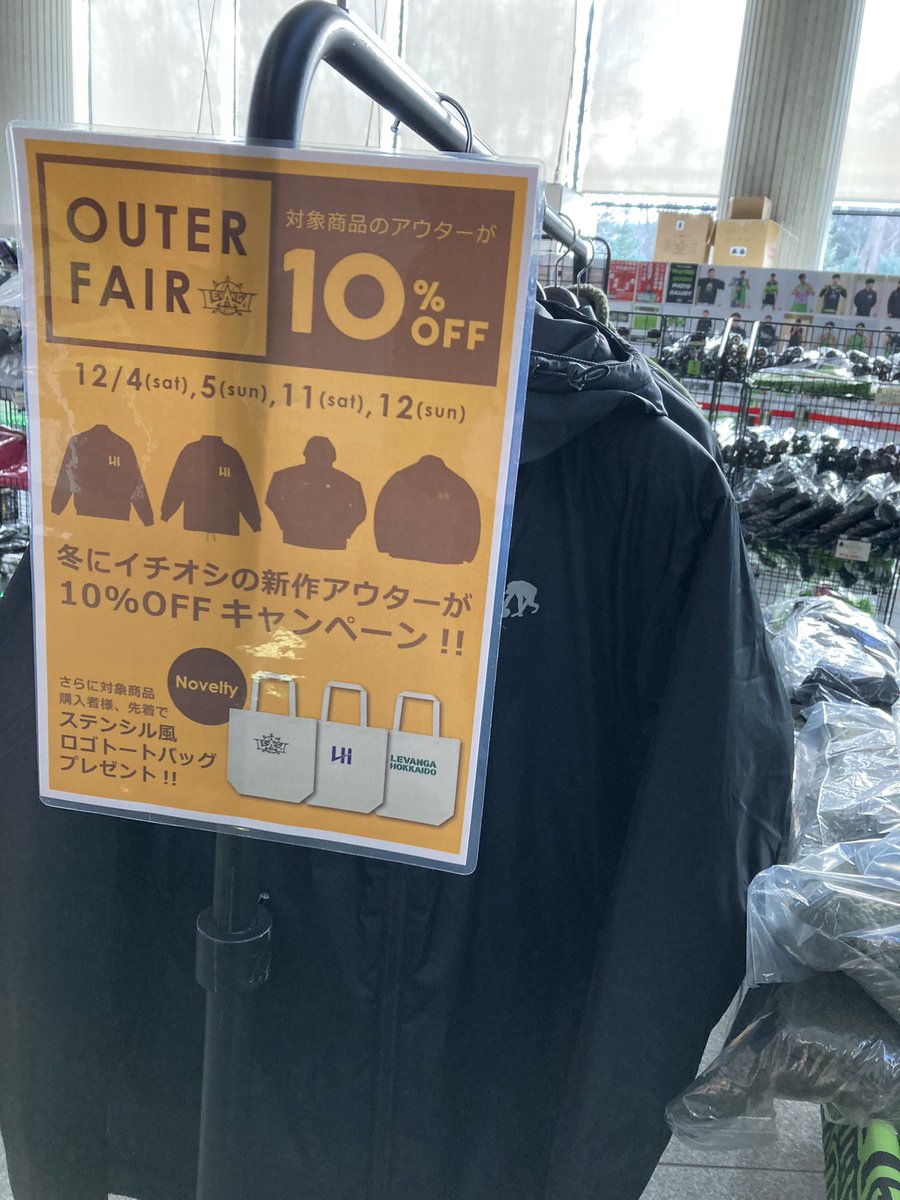 OUTER
FAIR
LEVANGA
対象商品のアウターが
10%
OFF
12/4(sat),5(sun),11(sat),12(sun)
冬にイチオシの新作アウターが
10%OFF キャンペーン!!
さらに対象商品
購入者様、先着で
ステンシル風
ロゴトートバッグ
プレゼント!!
Novelty
LEVANGA
HOKKAIDO
PLAYERS
GOODS
PHOTO
GALLERY